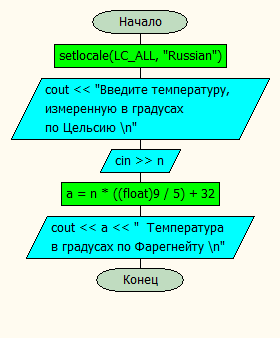 Начало
setlocale(LC_ALL, "Russian")
cout << "Введите температуру,
измеренную в градусах
по Цельсию \n"
cin >> n
a = n * ((float)9 / 5) + 32
cout << a << "  Температура
в градусах по Фарегнейту \n"
Конец